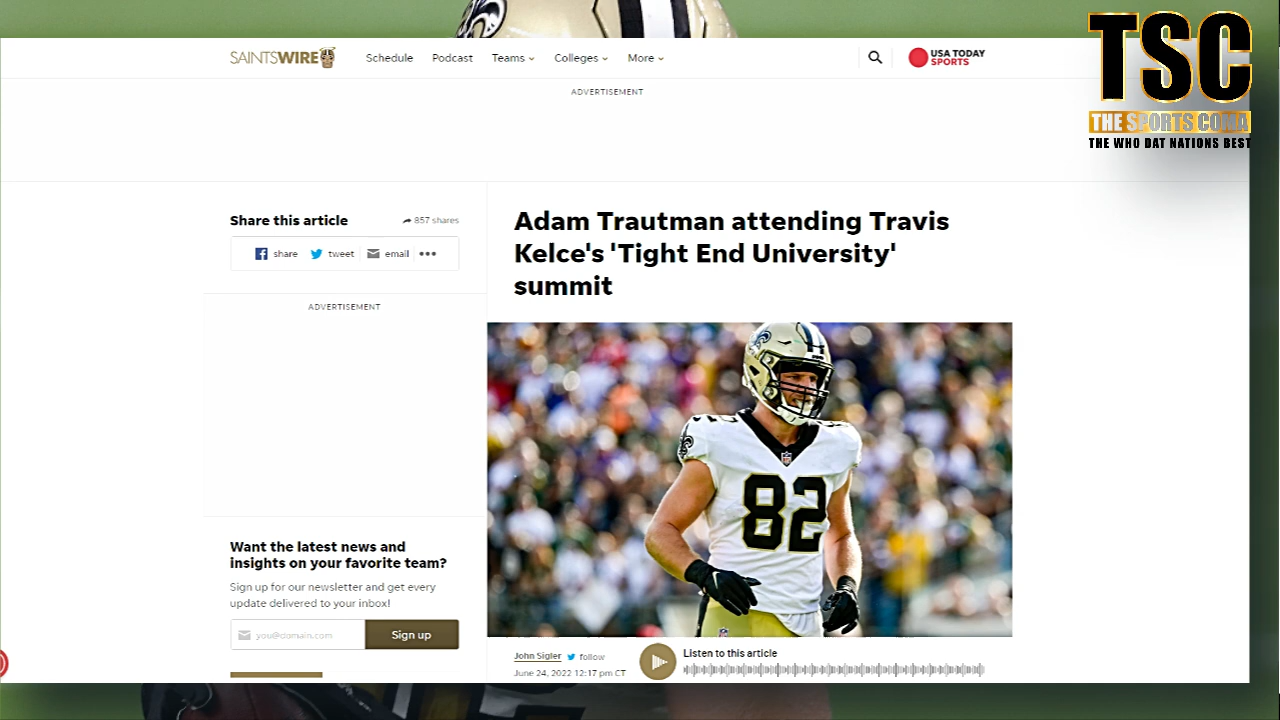 TSC
THE SPORTS COMA
THE WHO DAT NATIONS BEST
SAINTSWIRE
Schedule Podcast Teams Colleges More
USA TODAY
SPORTS
ADVERTISEMENT
Share this article
857 shares
share tweet email
ADVERTISEMENT
Want the latest news and
insights on your favorite team?
Sign up for our newsletter and get every
update delivered to your inbox!
you@domain.com
Sign up
Adam Trautman attending Travis
Kelce's 'Tight End University'
summit
82
John Sigler follow
June 24, 2022 12:17 pm CT
Listen to this article